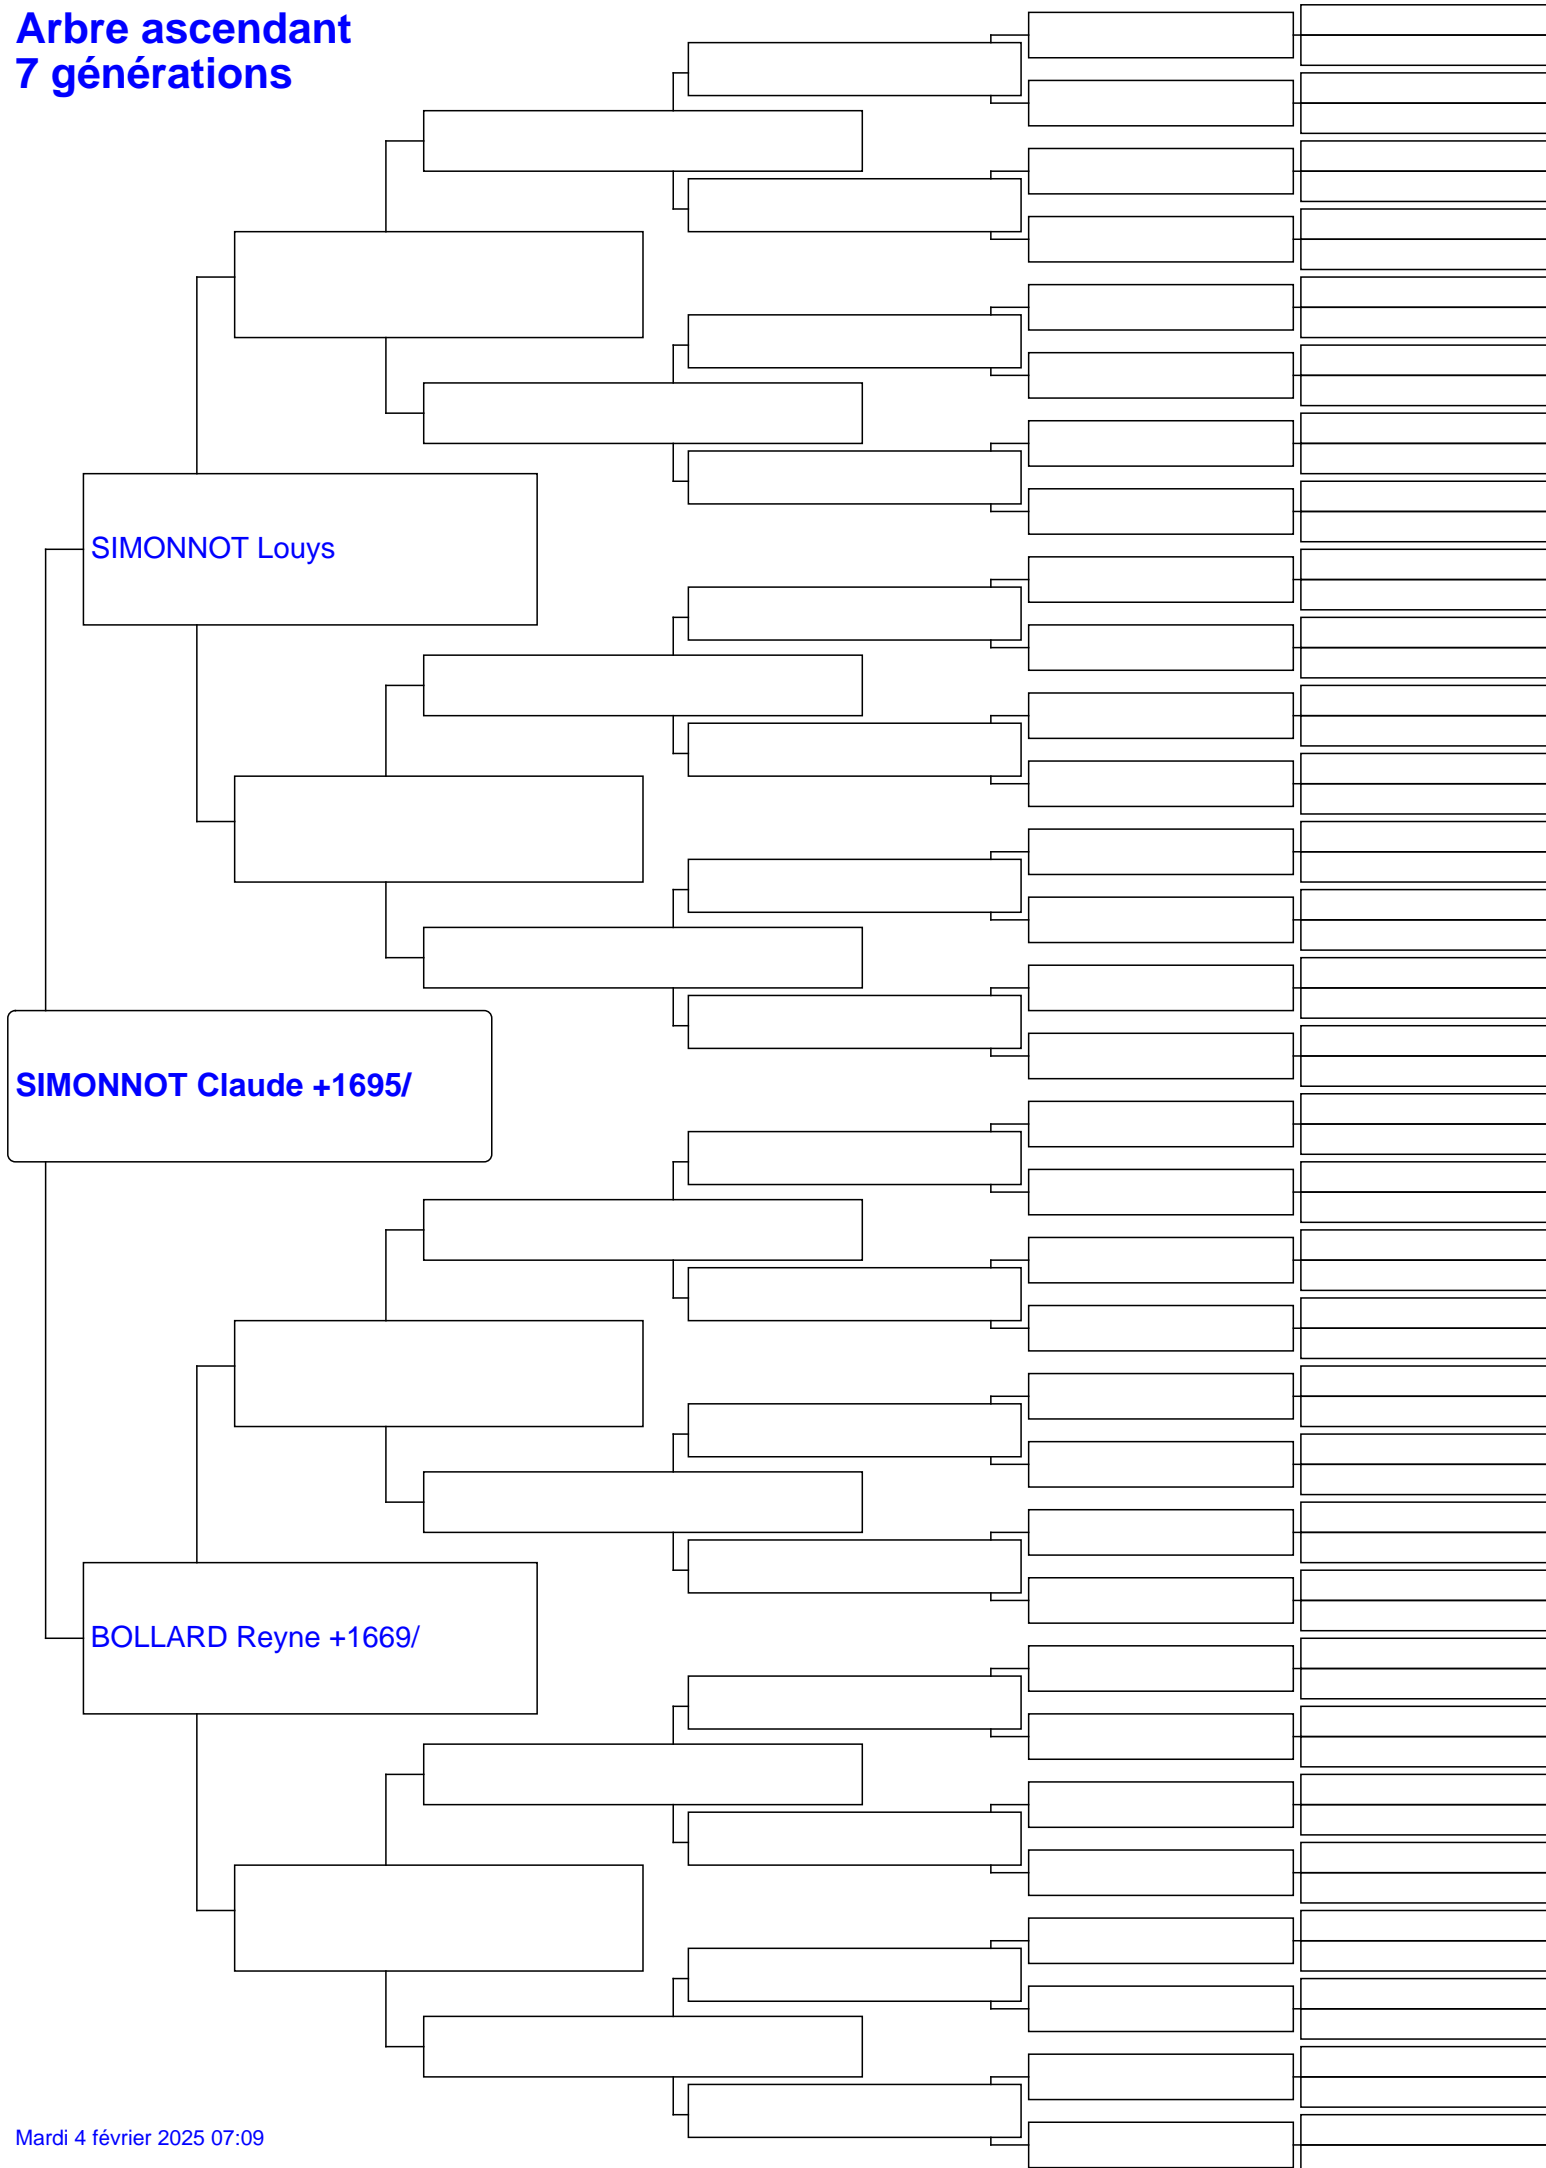 Arbre ascendant
7 générations
SIMONNOT Louys
SIMONNOT Claude +1695/
BOLLARD Reyne +1669/
Mardi 4 février 2025 07:09